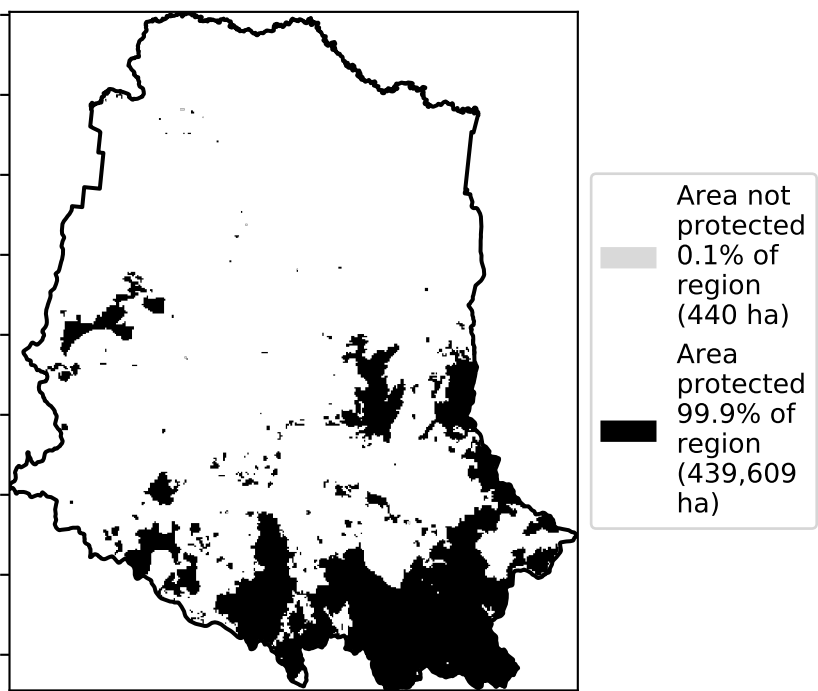 Area not
protected
0.1% of
region
(440 ha)
Area
protected
99.9% of
region
(439,609
ha)